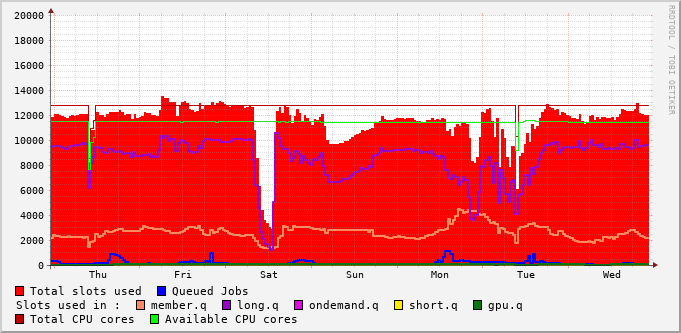 20000
18000
16000
14000
12000
10000
8000
6000
4000
2000
0
Thu Fri Sat Sun Mon Tue Wed
RRDTOOL / TOBI OETIKER
Total slots used Queued Jobs
Slots used in : member.q long.q ondemand.q short.q gpu.q
Total CPU cores Available CPU cores